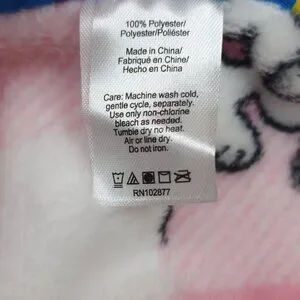 100% Polyester/
Polyester/Poliéster
Made in China/
Fabriqué en Chine/
Hecho en China
Care: Machine wash cold,
gentle cycle, separately.
Use only non-chlorine
bleach as needed.
Tumble dry no heat.
Air or line dry.
Do not iron.
RN102877